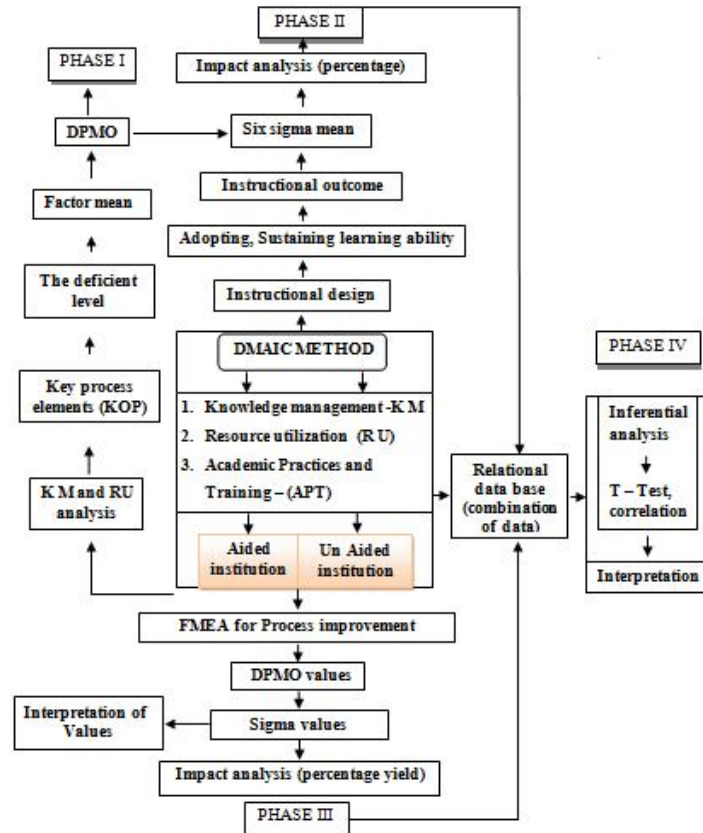 PHASE II
PHASE I
Impact analysis (percentage)
DPMO
Six sigma mean
Factor mean
Instructional outcome
Adopting, Sustaining learning ability
The deficient
level
Instructional design
DMAIC METHOD
PHASE IV
Key process
elements (KOP)
1. Knowledge management -K M
2. Resource utilization (R U)
3. Academic Practices and
Training – (APT)
Inferential
analysis
T – Test,
correlation
Interpretation
Relational
data base
(combination
of data)
K M and RU
analysis
Aided
institution
Un Aided
institution
FMEA for Process improvement
DPMO values
Interpretation of
Values
Sigma values
Impact analysis (percentage yield)
PHASE III